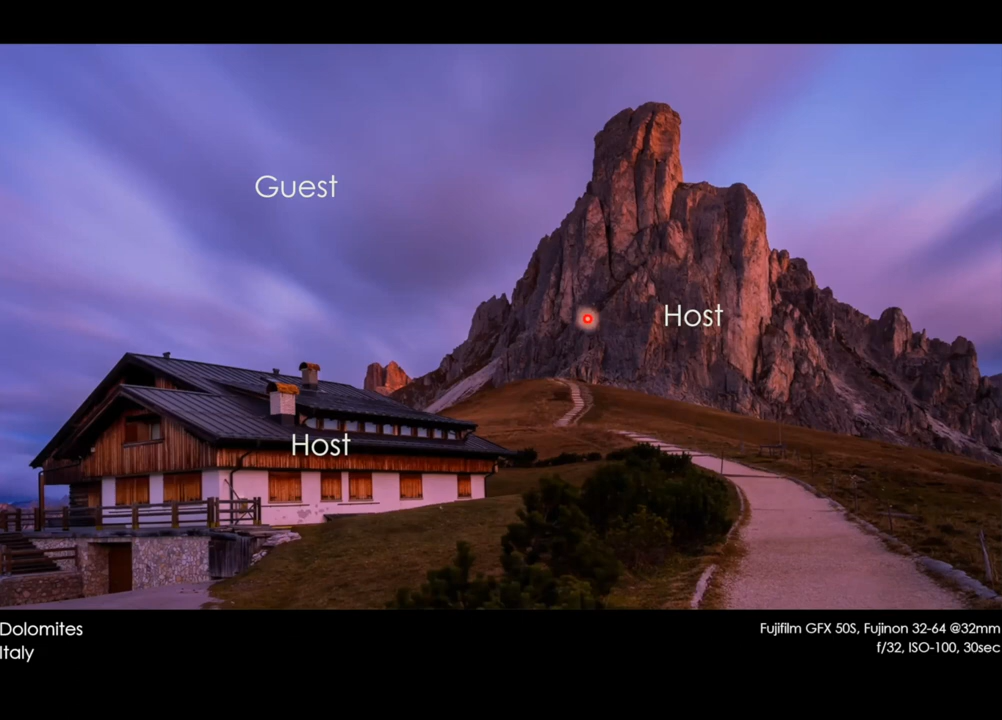 Guest
Host
Host
Dolomites
Italy
Fujifilm GFX 50S, Fujinon 32-64 @32mm
f/32, ISO-100, 30sec